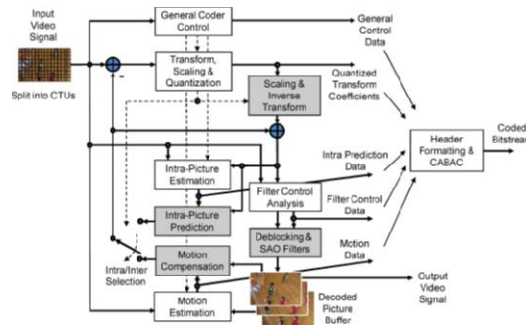 Input
Video
Signal
Split into CTUs
General Coder
Control
Transform,
Scaling &
Quantization
Scaling &
Inverse
Transform
Intra-Picture
Estimation
Intra-Picture
Prediction
Motion
Compensation
Motion
Estimation
Intra/Inter
Selection
Filter Control
Analysis
Deblocking &
SAO Filters
Decoded
Picture
Buffer
General
Control
Data
Quantized
Transform
Coefficients
Intra Prediction
Data
Filter Control
Data
Motion
Data
Header
Formatting &
CABAC
Coded
Bitstream
Output
Video
Signal